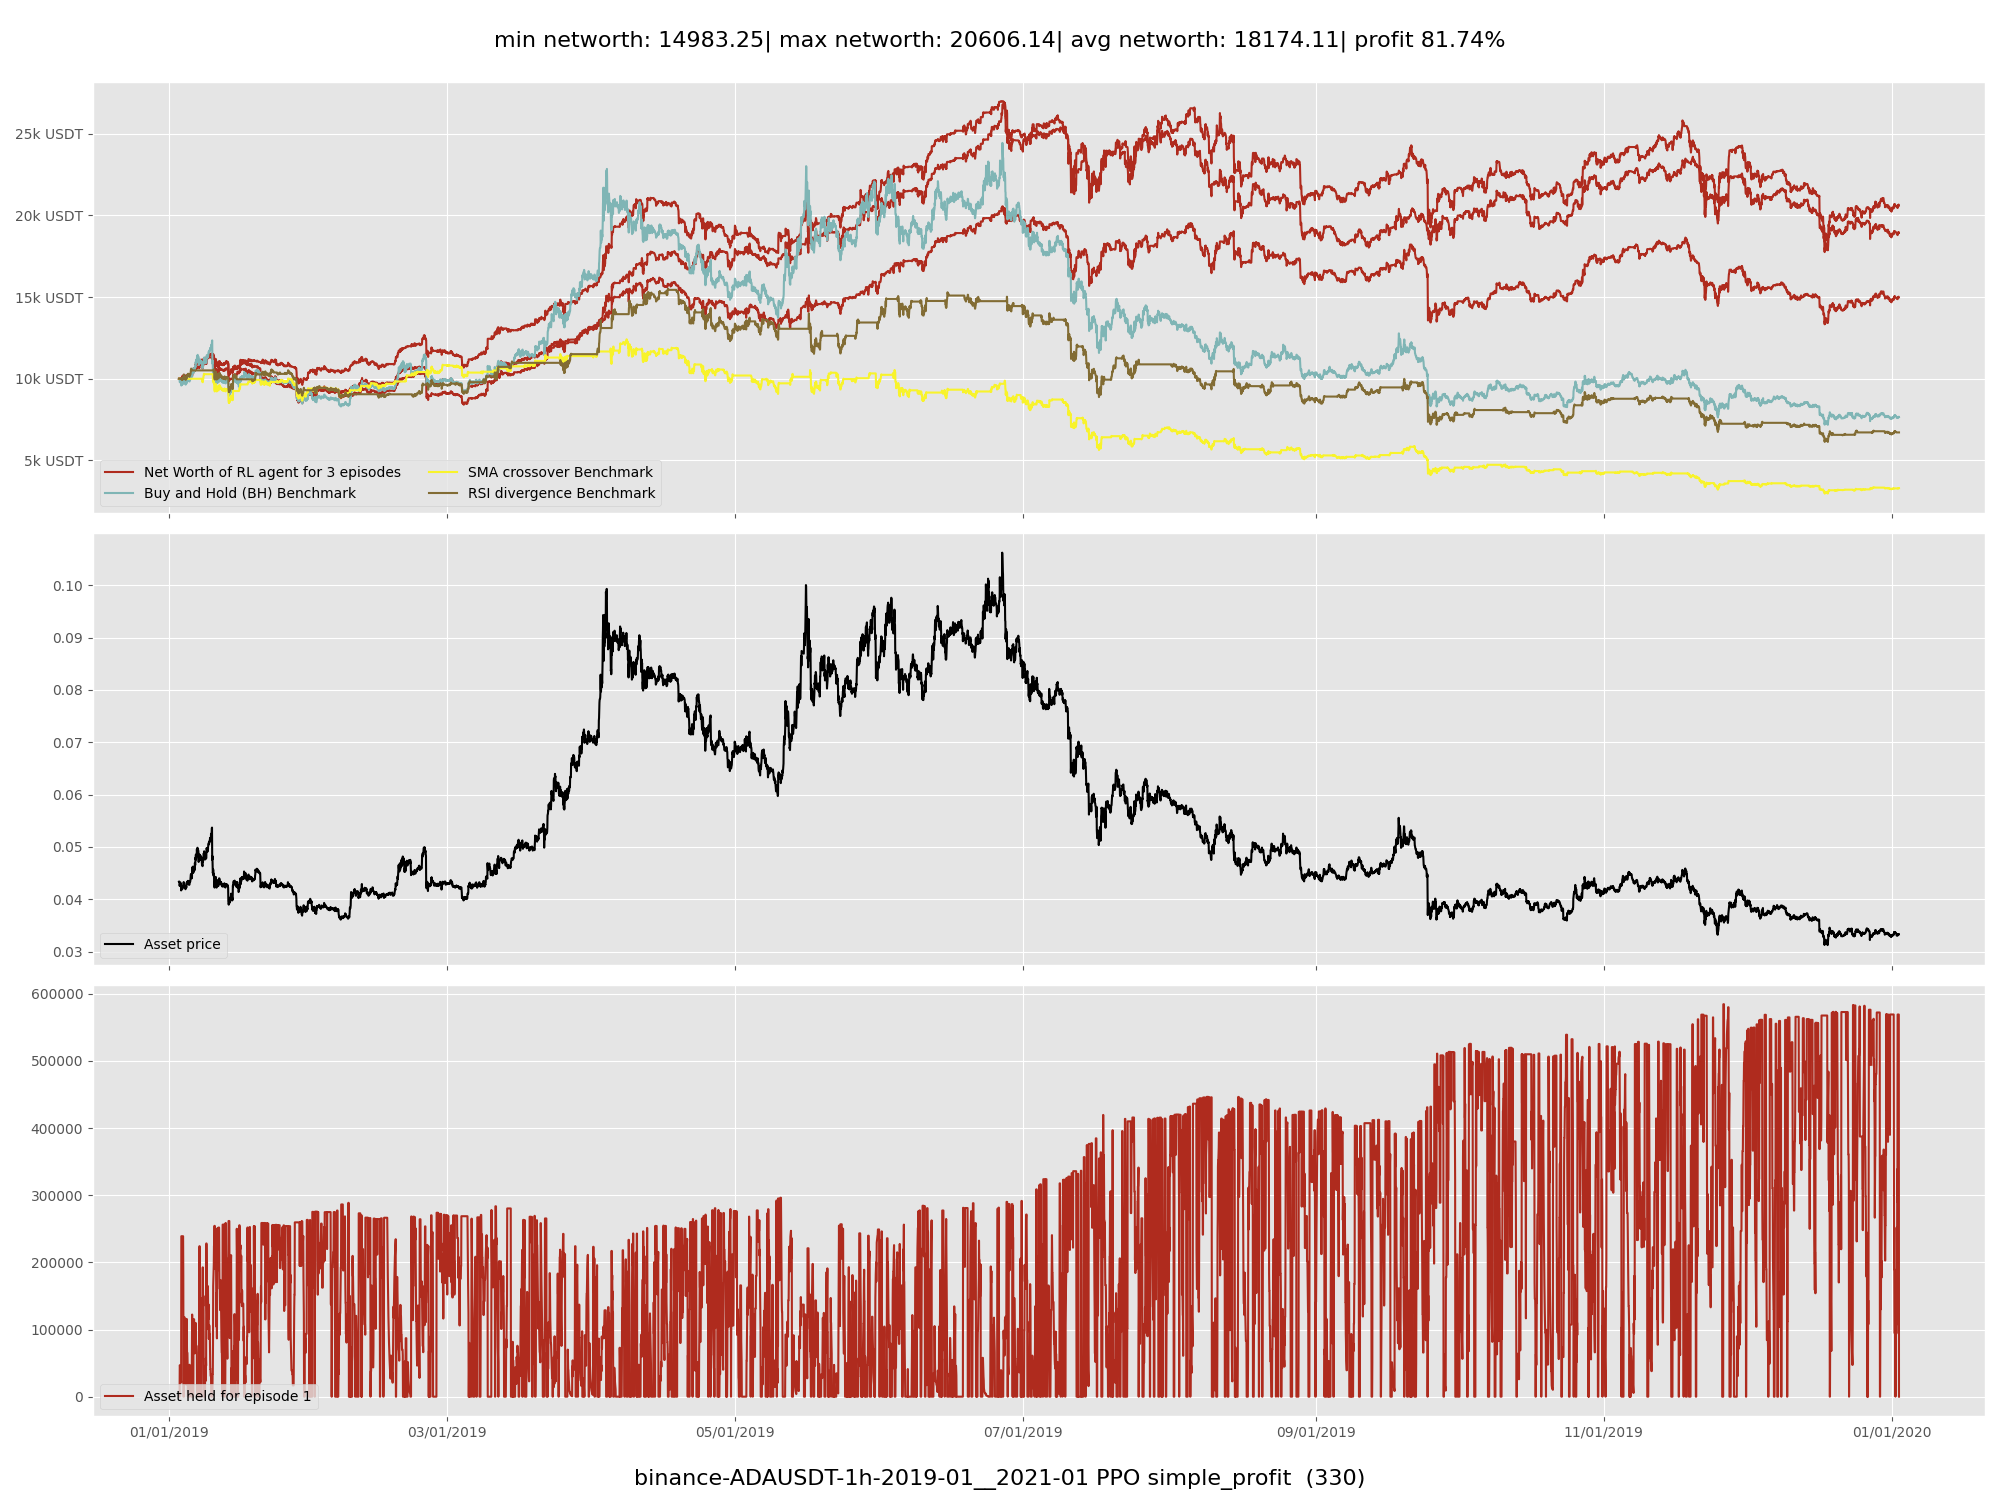 min networth: 14983.25| max networth: 20606.14| avg networth: 18174.11| profit 81.74%
25k USDT
20k USDT
15k USDT
10k USDT
5k USDT
Net Worth of RL agent for 3 episodes
Buy and Hold (BH) Benchmark
SMA crossover Benchmark
RSI divergence Benchmark
0.10
0.09
0.08
0.07
0.06
0.05
0.04
0.03
Asset price
600000
500000
400000
300000
200000
100000
0
Asset held for episode 1
01/01/2019 03/01/2019 05/01/2019 07/01/2019 09/01/2019 11/01/2019 01/01/2020
binance-ADAUSDT-1h-2019-01__2021-01 PPO simple_profit (330)